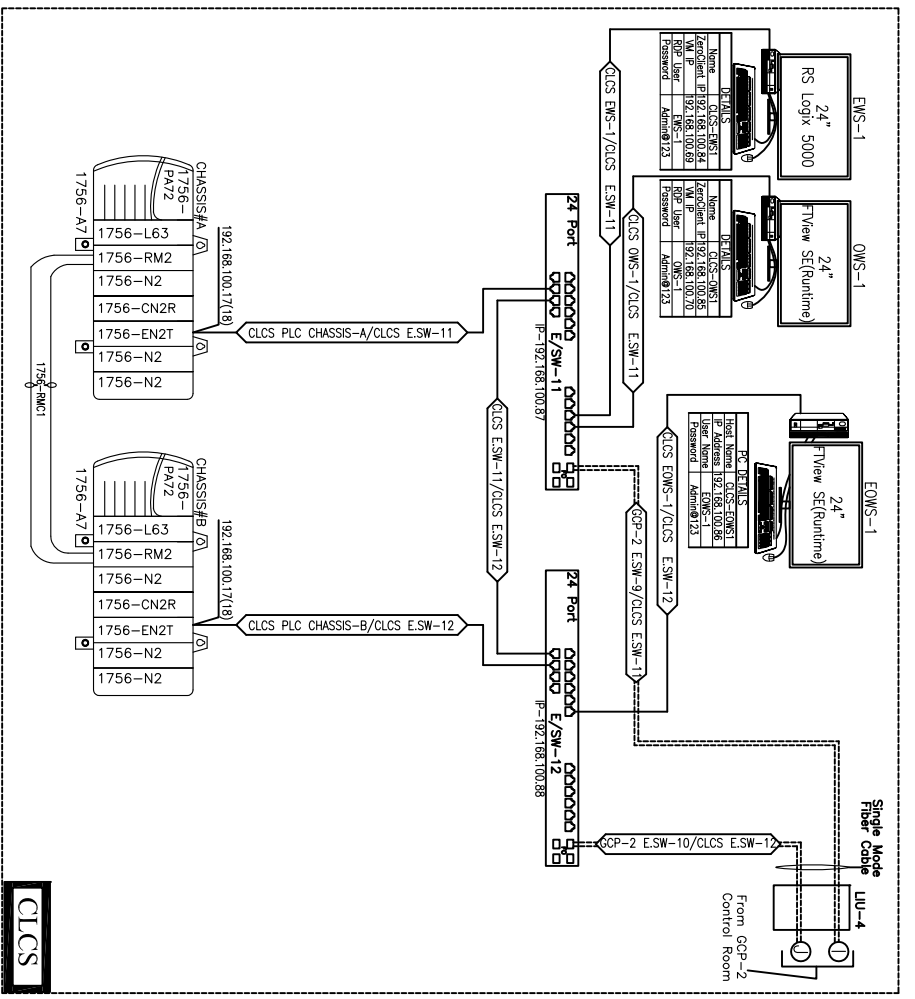 EWS-1
24"
RS Logix 5000
DETAILS
Name CLCS-EWS1
ZeroClient IP 192.168.100.84
VM IP 192.168.100.69
RDP User EWS-1
Password Admin@123
OWS-1
24"
FTView SE(Runtime)
DETAILS
Name CLCS-OWS1
ZeroClient IP 192.168.100.85
VM IP 192.168.100.70
RDP User OWS-1
Password Admin@123
EOWS-1
24"
FTView SE(Runtime)
PC DETAILS
Host Name CLCS-EOWS1
IP Address 192.168.100.86
User Name EOWS-1
Password Admin@123
CLCS EWS-1/CLCS E.SW-11
CLCS OWS-1/CLCS E.SW-11
CLCS EOWS-1/CLCS E.SW-12
GCP-2 E.SW-9/CLCS E.SW-11
GCP-2 E.SW-10/CLCS E.SW-12
Single Mode
Fiber Cable
LIU-4
I
J
From GCP-2
Control Room
24 Port
E/SW-11
IP-192.168.100.87
24 Port
E/SW-12
IP-192.168.100.88
CLCS E.SW-11/CLCS E.SW-12
CLCS PLC CHASSIS-A/CLCS E.SW-11
CLCS PLC CHASSIS-B/CLCS E.SW-12
192.168.100.17(18)
CHASSIS#A
1756-
PA72
1756-L63
1756-RM2
1756-N2
1756-CN2R
1756-EN2T
1756-N2
1756-N2
1756-A7
1756-RMC1
192.168.100.17(18)
CHASSIS#B
1756-
PA72
1756-L63
1756-RM2
1756-N2
1756-CN2R
1756-EN2T
1756-N2
1756-N2
1756-A7
CLCS